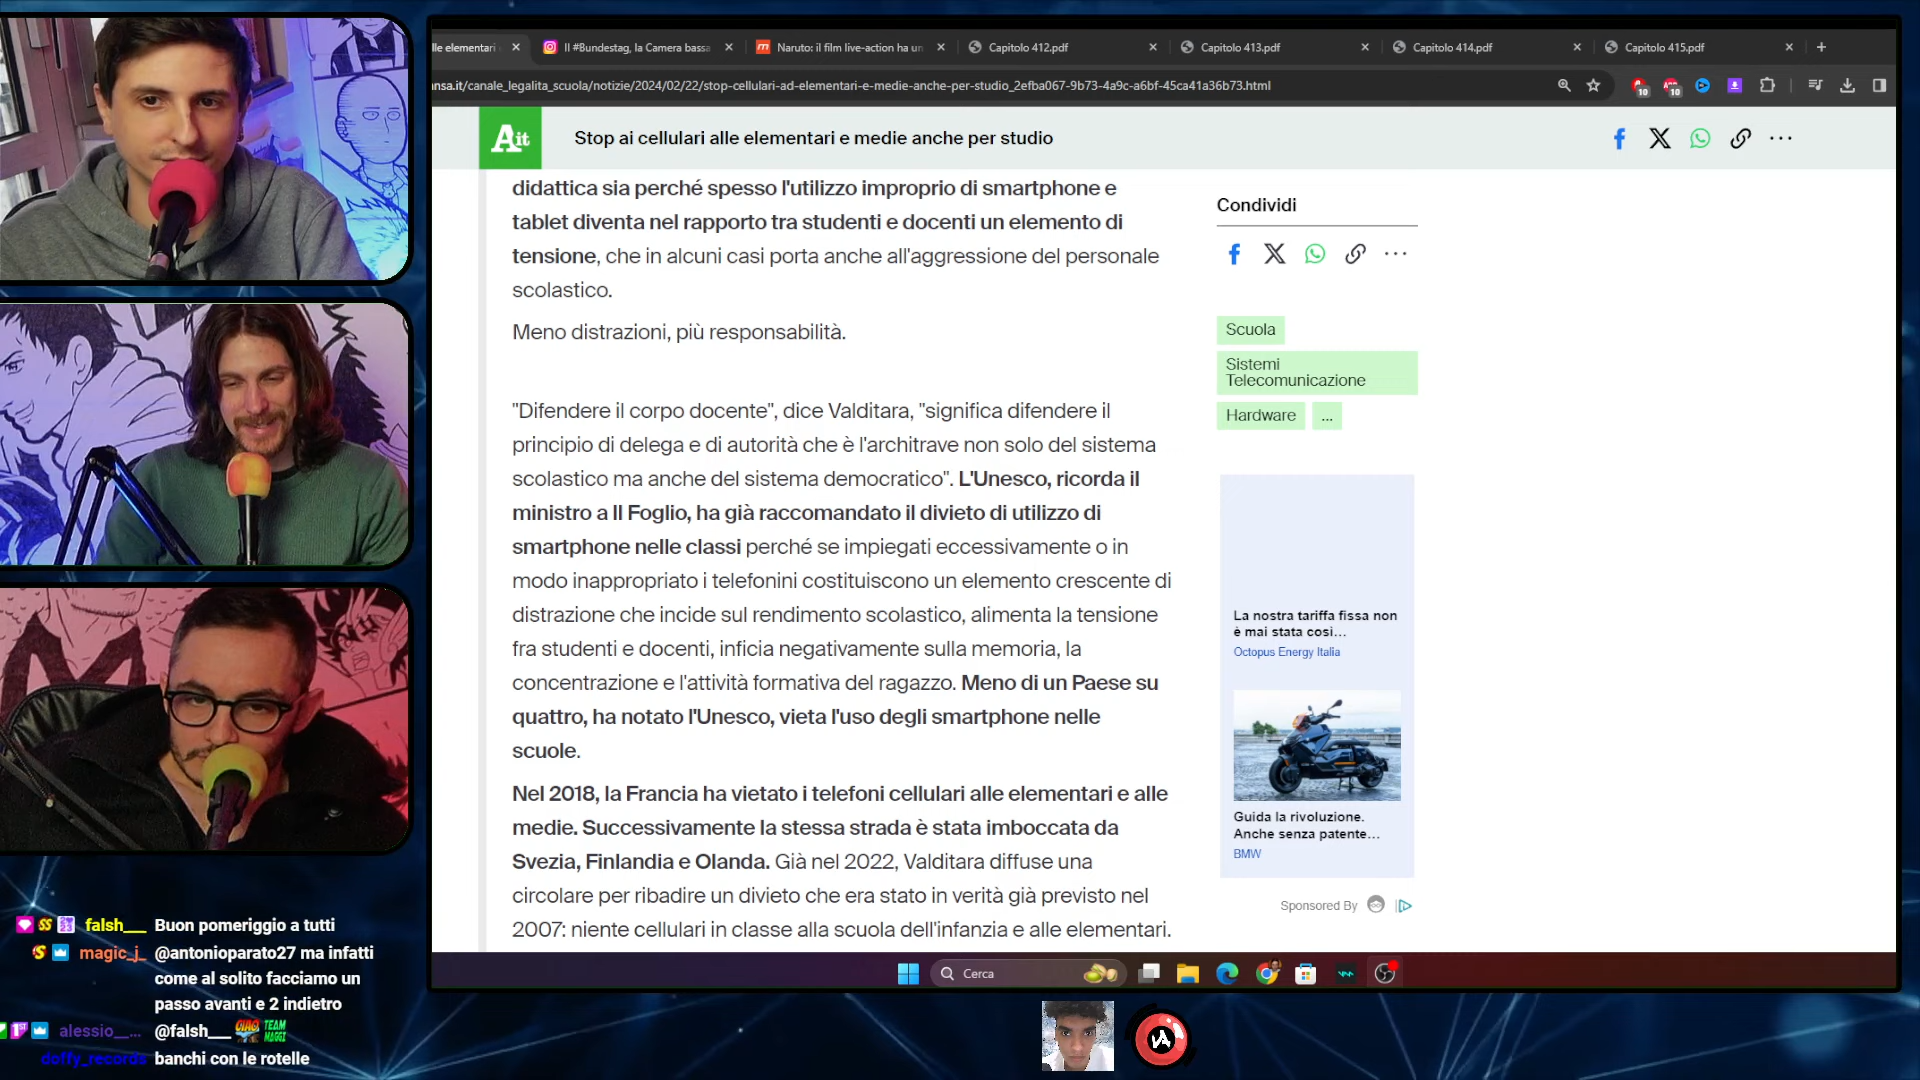 lle elementari
Il #Bundestag, la Camera bassa
Naruto: il film live-action ha un
Capitolo 412.pdf
Capitolo 413.pdf
Capitolo 414.pdf
Capitolo 415.pdf
ansa.it/canale_legalita_scuola/notizie/2024/02/22/stop-cellulari-ad-elementari-e-medie-anche-per-studio_2efba067-9b73-4a9c-a6bf-45ca41a36b73.html
10
10
Ait
Stop ai cellulari alle elementari e medie anche per studio
didattica sia perché spesso l'utilizzo improprio di smartphone e
tablet diventa nel rapporto tra studenti e docenti un elemento di
tensione, che in alcuni casi porta anche all'aggressione del personale
scolastico.
Meno distrazioni, più responsabilità.
"Difendere il corpo docente", dice Valditara, "significa difendere il
principio di delega e di autorità che è l'architrave non solo del sistema
scolastico ma anche del sistema democratico". L'Unesco, ricorda il
ministro a Il Foglio, ha già raccomandato il divieto di utilizzo di
smartphone nelle classi perché se impiegati eccessivamente o in
modo inappropriato i telefonini costituiscono un elemento crescente di
distrazione che incide sul rendimento scolastico, alimenta la tensione
fra studenti e docenti, inficia negativamente sulla memoria, la
concentrazione e l'attività formativa del ragazzo. Meno di un Paese su
quattro, ha notato l'Unesco, vieta l'uso degli smartphone nelle
scuole.
Nel 2018, la Francia ha vietato i telefoni cellulari alle elementari e alle
medie. Successivamente la stessa strada è stata imboccata da
Svezia, Finlandia e Olanda. Già nel 2022, Valditara diffuse una
circolare per ribadire un divieto che era stato in verità già previsto nel
2007: niente cellulari in classe alla scuola dell'infanzia e alle elementari.
Condividi
Scuola
Sistemi
Telecomunicazione
Hardware
...
La nostra tariffa fissa non
è mai stata così...
Octopus Energy Italia
Guida la rivoluzione.
Anche senza patente...
BMW
Sponsored By
Cerca
falsh___ Buon pomeriggio a tutti
magic_j_ @antonioparato27 ma infatti
come al solito facciamo un
passo avanti e 2 indietro
alessio__... @falsh___ CIAO TEAM MAGGI
doffy_records banchi con le rotelle